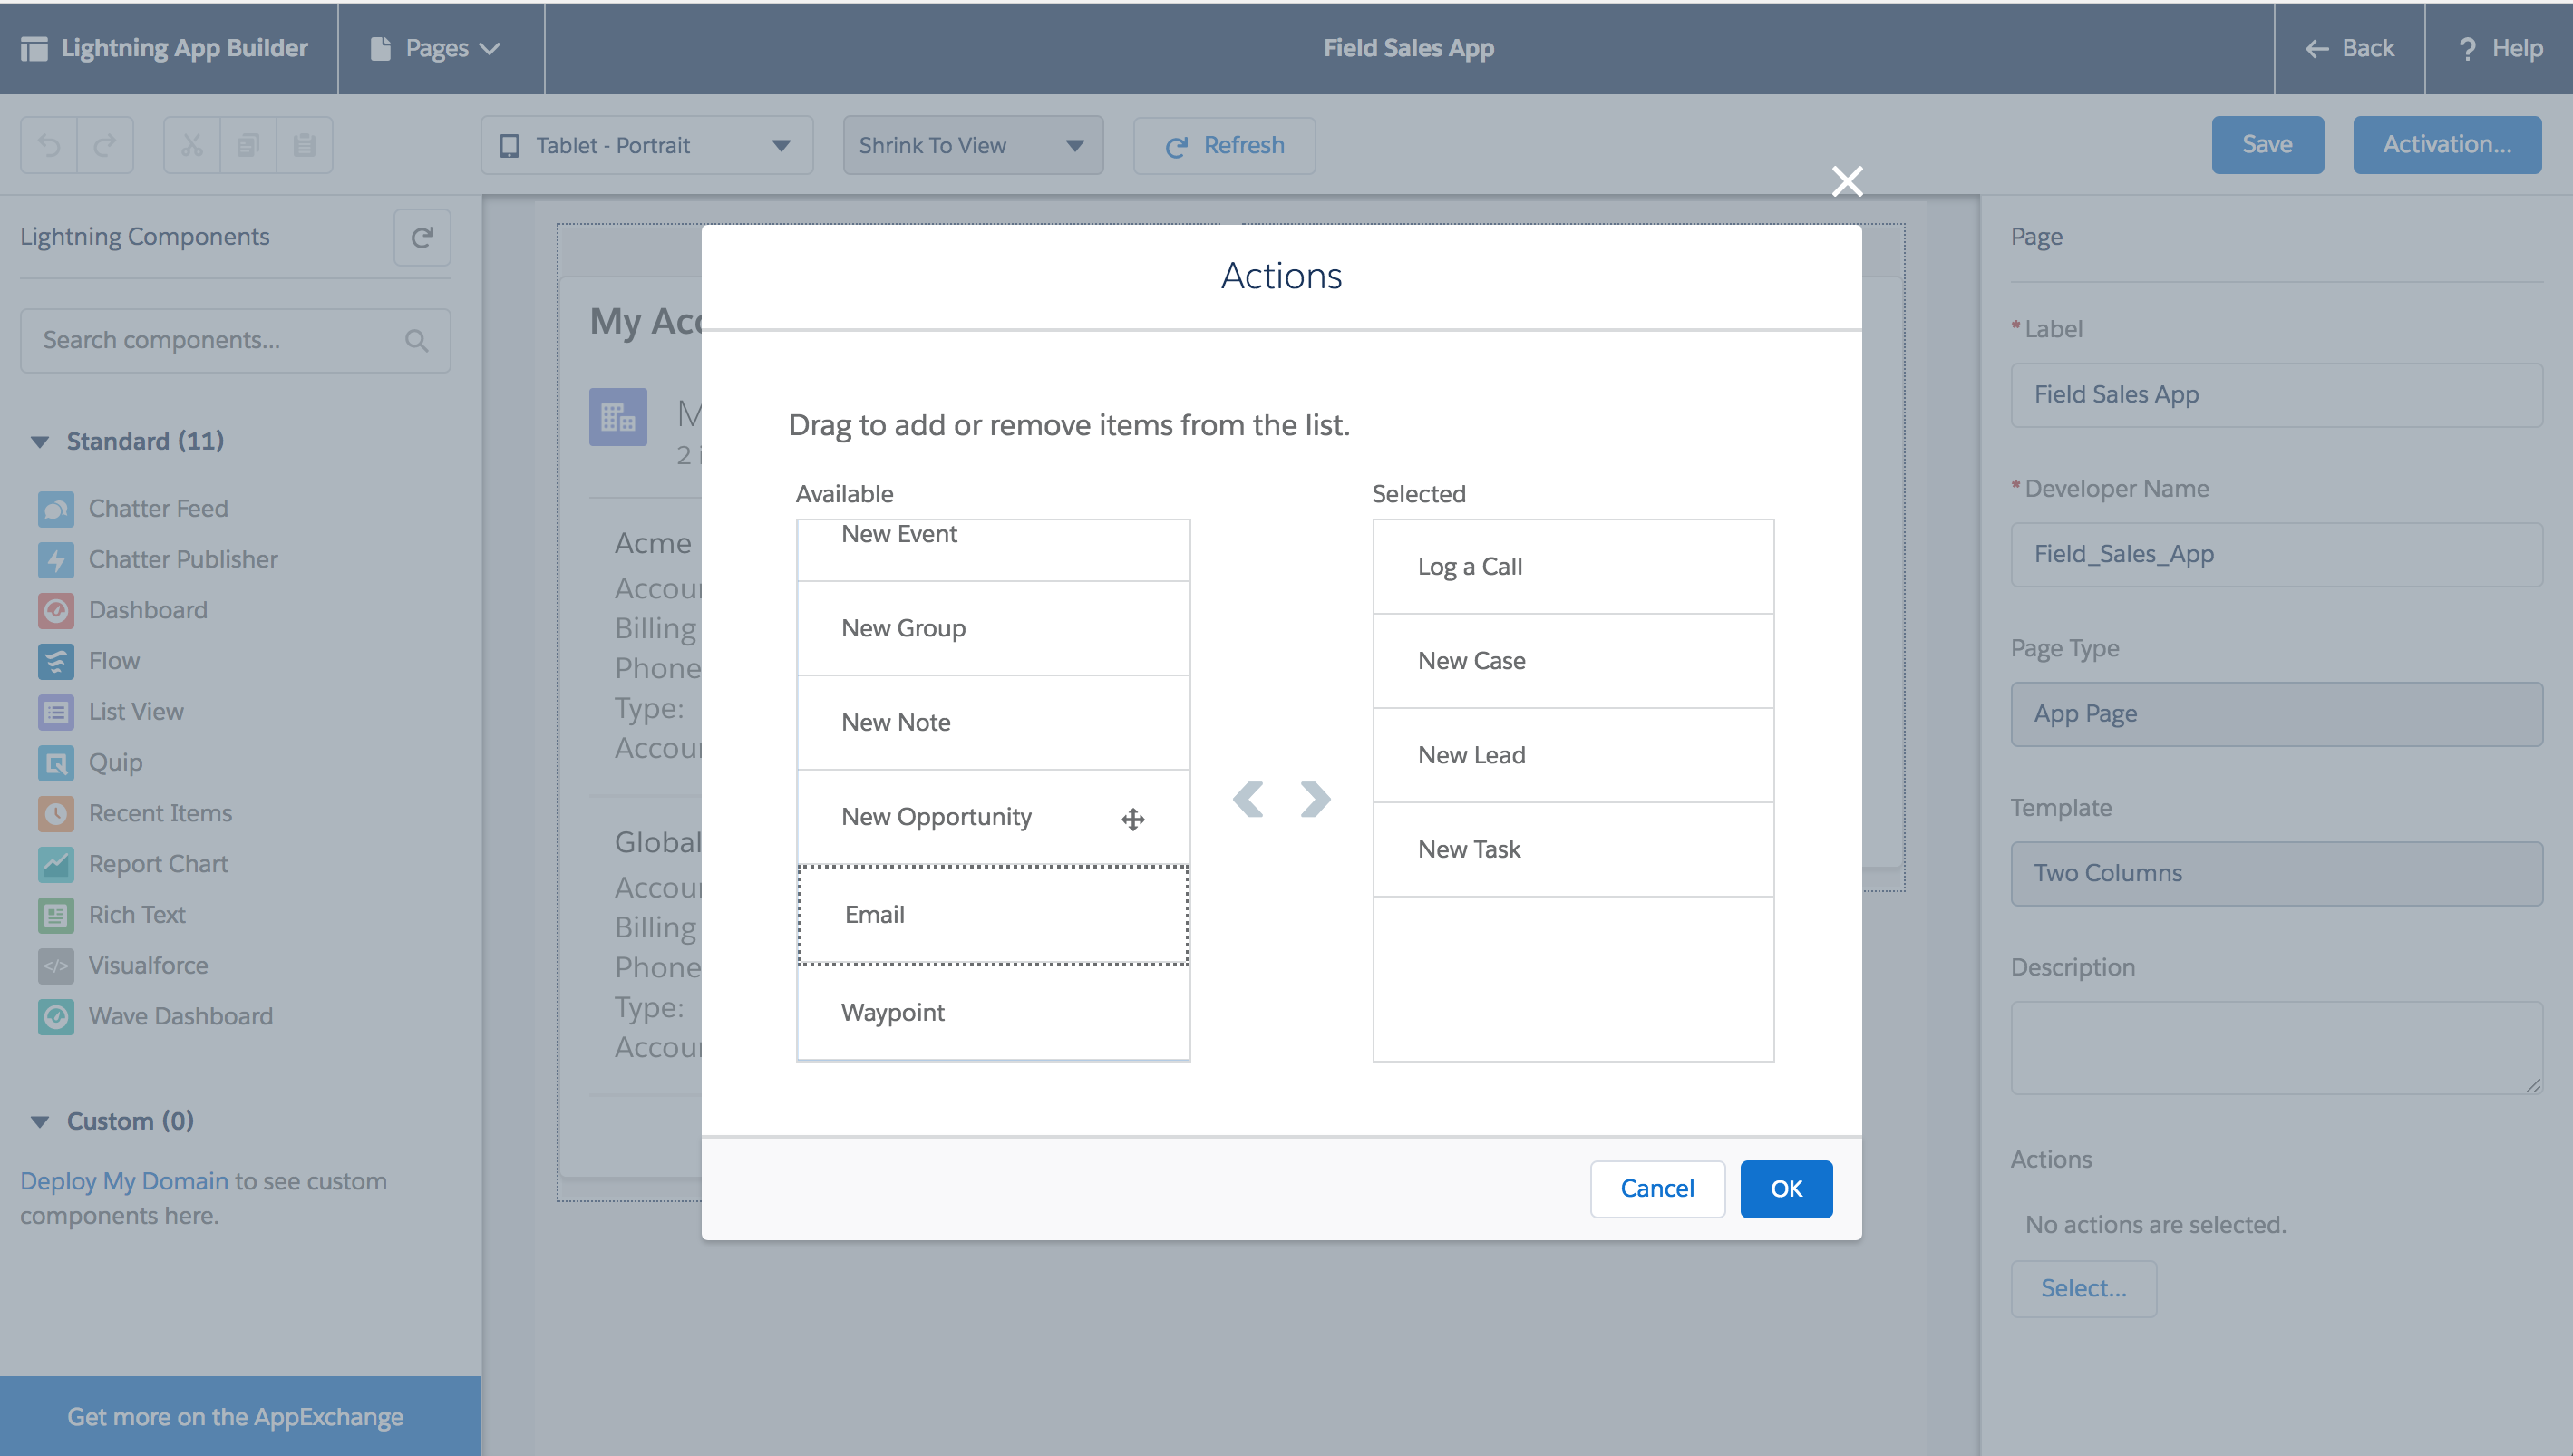 Lightning App Builder
Pages
Field Sales App
Back
? Help
Tablet - Portrait
Shrink To View
Refresh
Save
Activation...
Lightning Components
Search components...
Standard (11)
Chatter Feed
Chatter Publisher
Dashboard
Flow
List View
Quip
Recent Items
Report Chart
Rich Text
Visualforce
Wave Dashboard
Custom (0)
Deploy My Domain to see custom
components here.
Get more on the AppExchange
My Acc
M
2 i
Acme
Accoun
Billing
Phone
Type:
Accoun
Global
Accoun
Billing
Phone
Type:
Accoun
Actions
Drag to add or remove items from the list.
Available
New Event
New Group
New Note
New Opportunity
Email
Waypoint
Selected
Log a Call
New Case
New Lead
New Task
Cancel
OK
Page
* Label
Field Sales App
* Developer Name
Field_Sales_App
Page Type
App Page
Template
Two Columns
Description
Actions
No actions are selected.
Select...